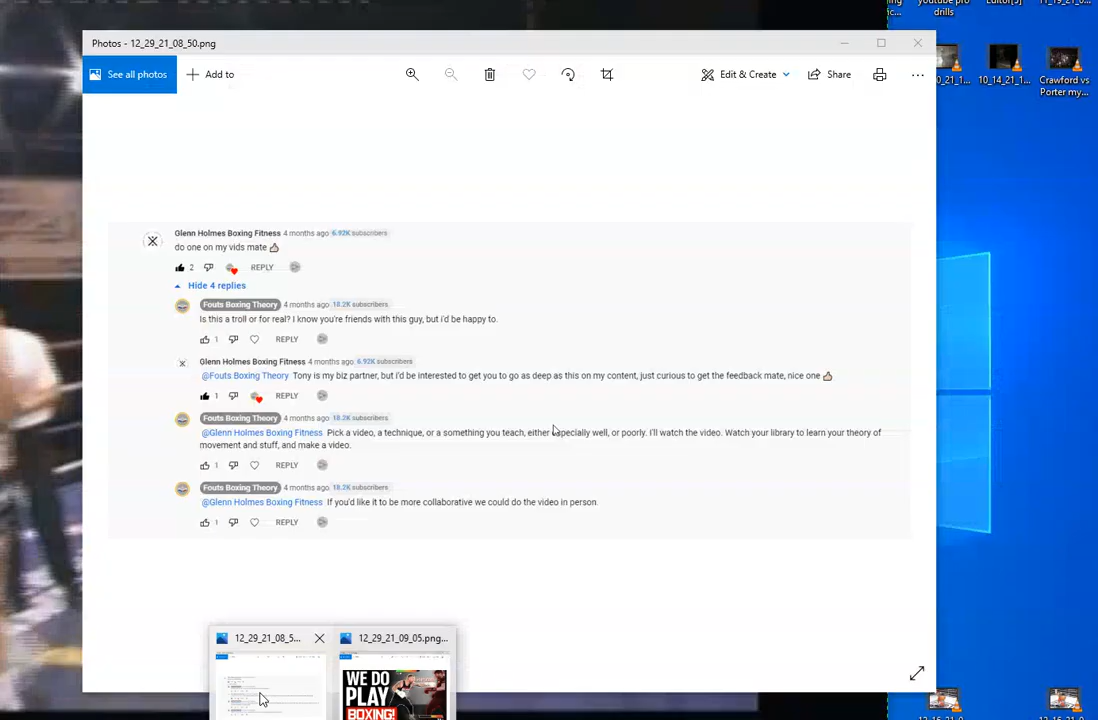 youtube pro
drills
Editor[5]
11_19_21_0...
Photos - 12_29_21_08_50.png
See all photos
Add to
Edit & Create
Share
10_14_21_1...
Crawford vs
Porter my...
Glenn Holmes Boxing Fitness 4 months ago 6.92K subscribers
do one on my vids mate 👍🏼
2 REPLY
Hide 4 replies
Fouts Boxing Theory 4 months ago 18.2K subscribers
Is this a troll or for real? I know you're friends with this guy, but i'd be happy to.
1 REPLY
Glenn Holmes Boxing Fitness 4 months ago 6.92K subscribers
@Fouts Boxing Theory Tony is my biz partner, but i'd be interested to get you to go as deep as this on my content, just curious to get the feedback mate, nice one 👍🏼
1 REPLY
Fouts Boxing Theory 4 months ago 18.2K subscribers
@Glenn Holmes Boxing Fitness Pick a video, a technique, or a something you teach, either especially well, or poorly. I'll watch the video. Watch your library to learn your theory of
movement and stuff, and make a video.
1 REPLY
Fouts Boxing Theory 4 months ago 18.2K subscribers
@Glenn Holmes Boxing Fitness If you'd like it to be more collaborative we could do the video in person.
1 REPLY
12_29_21_08_5...
12_29_21_09_05.png...
WE DO
PLAY
BOXING!